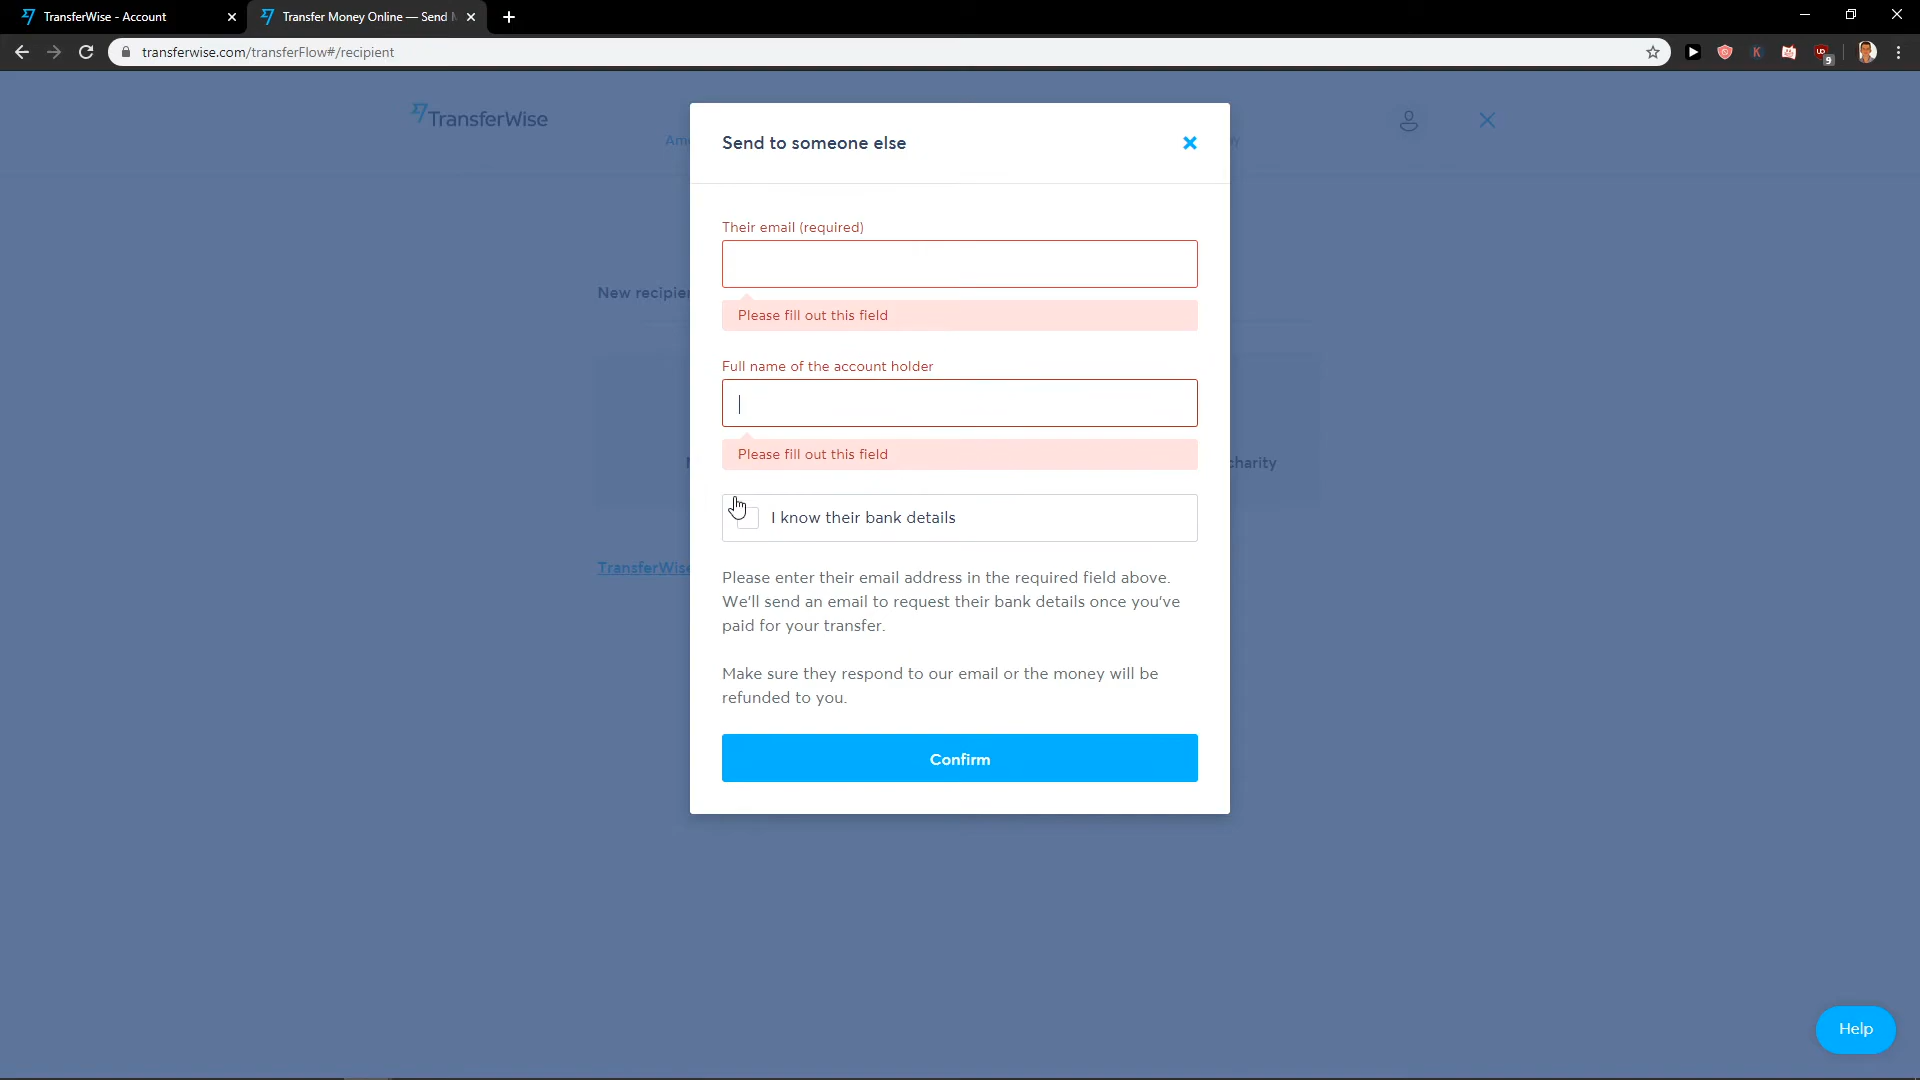 TransferWise - Account
Transfer Money Online — Send
transferwise.com/transferFlow#/recipient
9
TransferWise
Send to someone else
Their email (required)
Please fill out this field
New recipien
Full name of the account holder
Please fill out this field
charity
I know their bank details
TransferWise
Please enter their email address in the required field above.
We'll send an email to request their bank details once you've
paid for your transfer.
Make sure they respond to our email or the money will be
refunded to you.
Confirm
Help